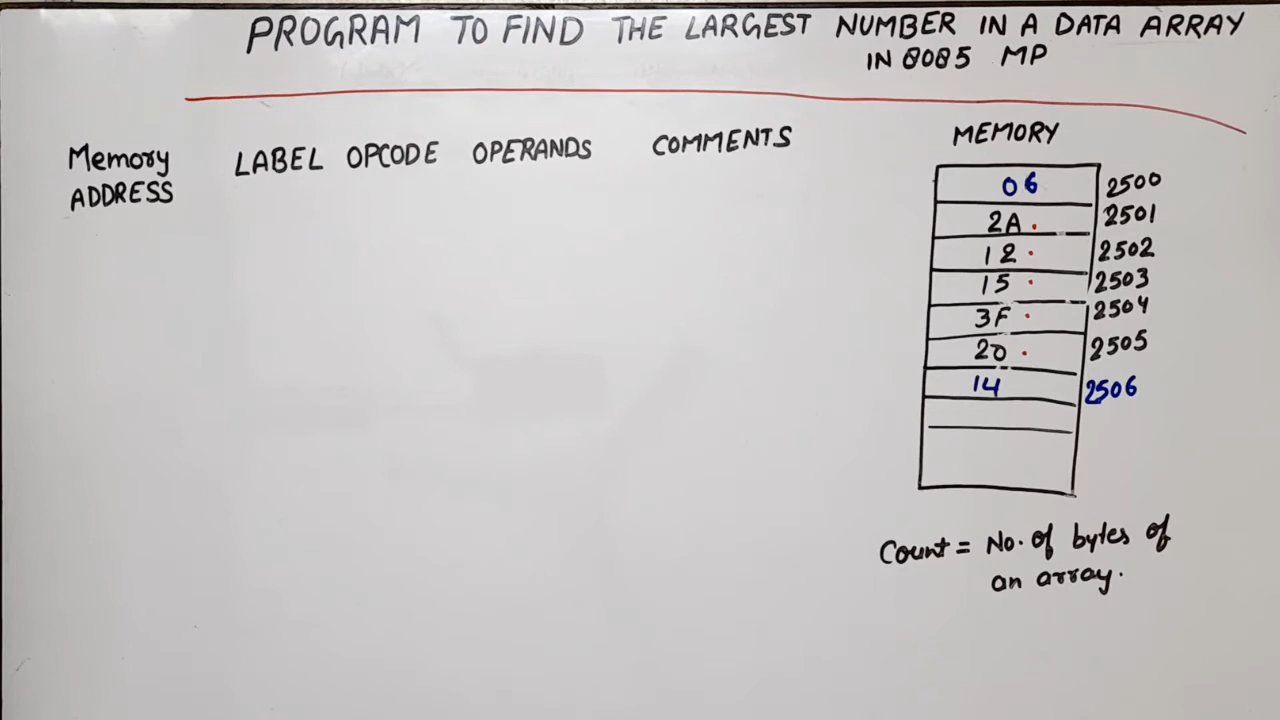 PROGRAM TO FIND THE LARGEST NUMBER IN A DATA ARRAY
IN 8085 MP
Memory ADDRESS LABEL OPCODE OPERANDS COMMENTS
MEMORY
06 2500
2A 2501
12 2502
15 2503
3F 2504
20 2505
14 2506
Count = No. of bytes of
an array.